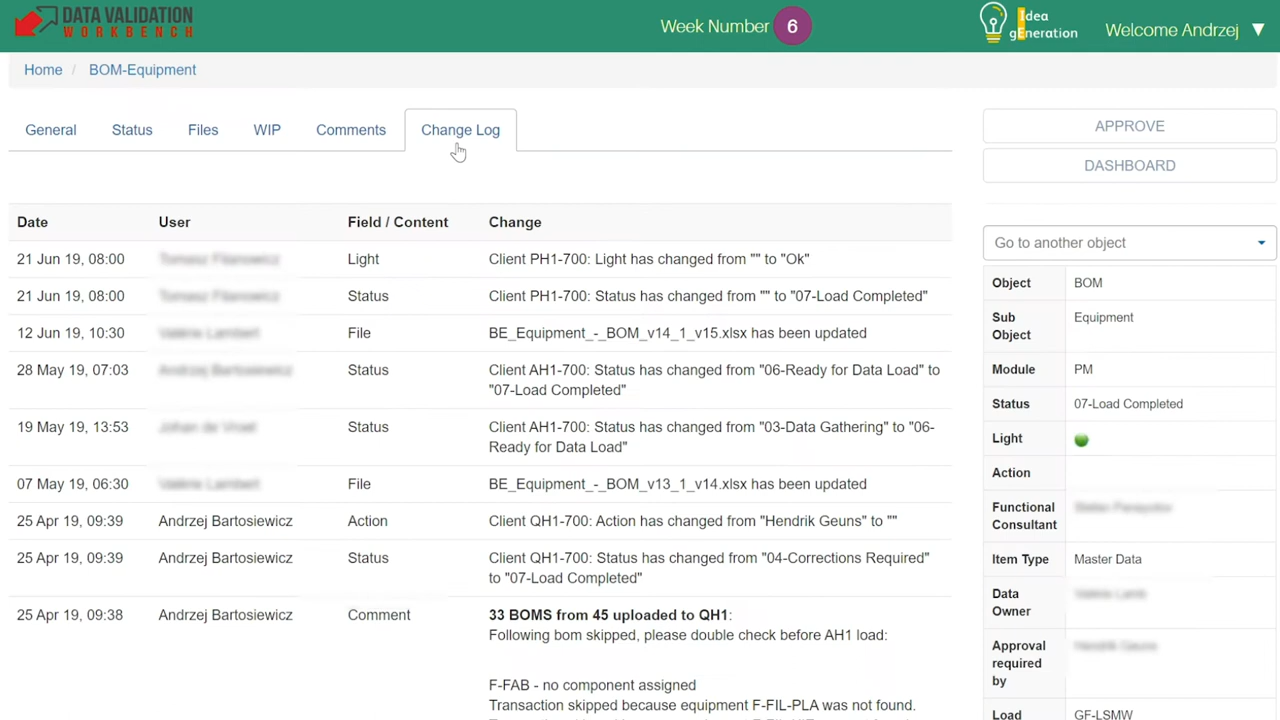 DATA VALIDATION
WORKBENCH
Week Number 6
Idea
gEneration
Welcome Andrzej ▼
Home / BOM-Equipment
General Status Files WIP Comments Change Log
APPROVE
DASHBOARD
Go to another object
Date User Field / Content Change
21 Jun 19, 08:00 Light Client PH1-700: Light has changed from "" to "Ok"
21 Jun 19, 08:00 Status Client PH1-700: Status has changed from "" to "07-Load Completed"
12 Jun 19, 10:30 File BE_Equipment_-_BOM_v14_1_v15.xlsx has been updated
28 May 19, 07:03 Status Client AH1-700: Status has changed from "06-Ready for Data Load" to
"07-Load Completed"
19 May 19, 13:53 Status Client AH1-700: Status has changed from "03-Data Gathering" to "06-
Ready for Data Load"
07 May 19, 06:30 File BE_Equipment_-_BOM_v13_1_v14.xlsx has been updated
25 Apr 19, 09:39 Andrzej Bartosiewicz Action Client QH1-700: Action has changed from "Hendrik Geuns" to ""
25 Apr 19, 09:39 Andrzej Bartosiewicz Status Client QH1-700: Status has changed from "04-Corrections Required"
to "07-Load Completed"
25 Apr 19, 09:38 Andrzej Bartosiewicz Comment 33 BOMS from 45 uploaded to QH1:
Following bom skipped, please double check before AH1 load:
F-FAB - no component assigned
Transaction skipped because equipment F-FIL-PLA was not found.
Object BOM
Sub
Object
Equipment
Module PM
Status 07-Load Completed
Light
Action
Functional
Consultant
Item Type Master Data
Data
Owner
Approval
required
by
Load GF-LSMW